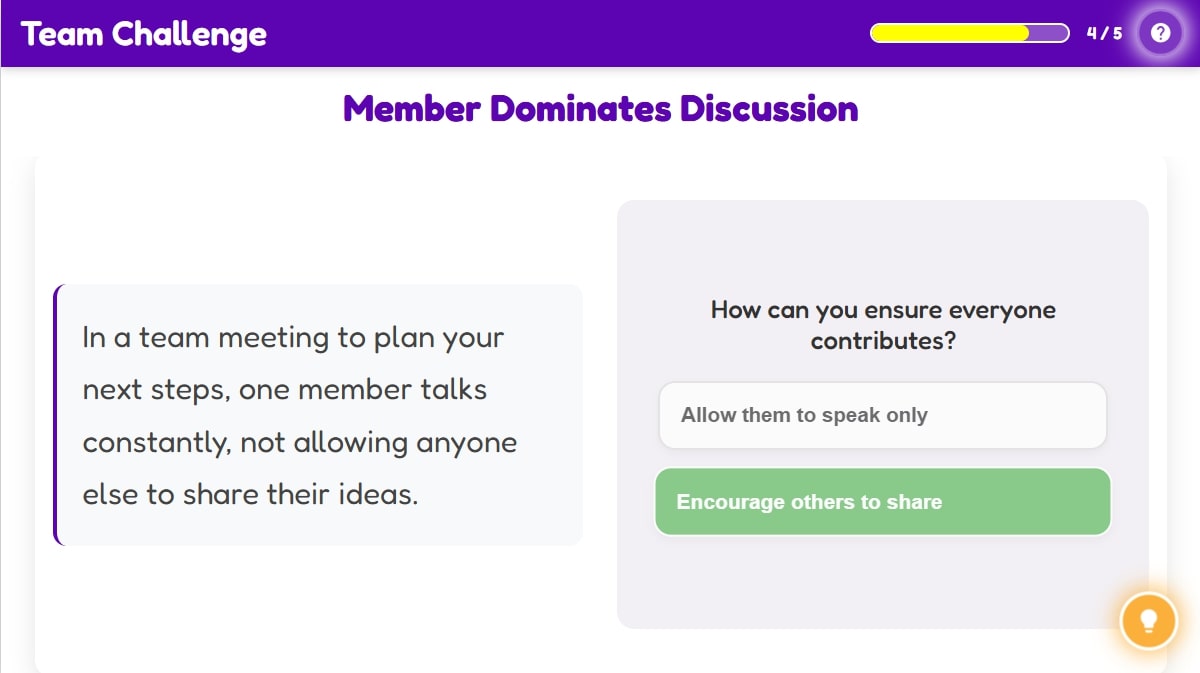 Team Challenge
4 / 5
?
Member Dominates Discussion
In a team meeting to plan your
next steps, one member talks
constantly, not allowing anyone
else to share their ideas.
How can you ensure everyone
contributes?
Allow them to speak only
Encourage others to share